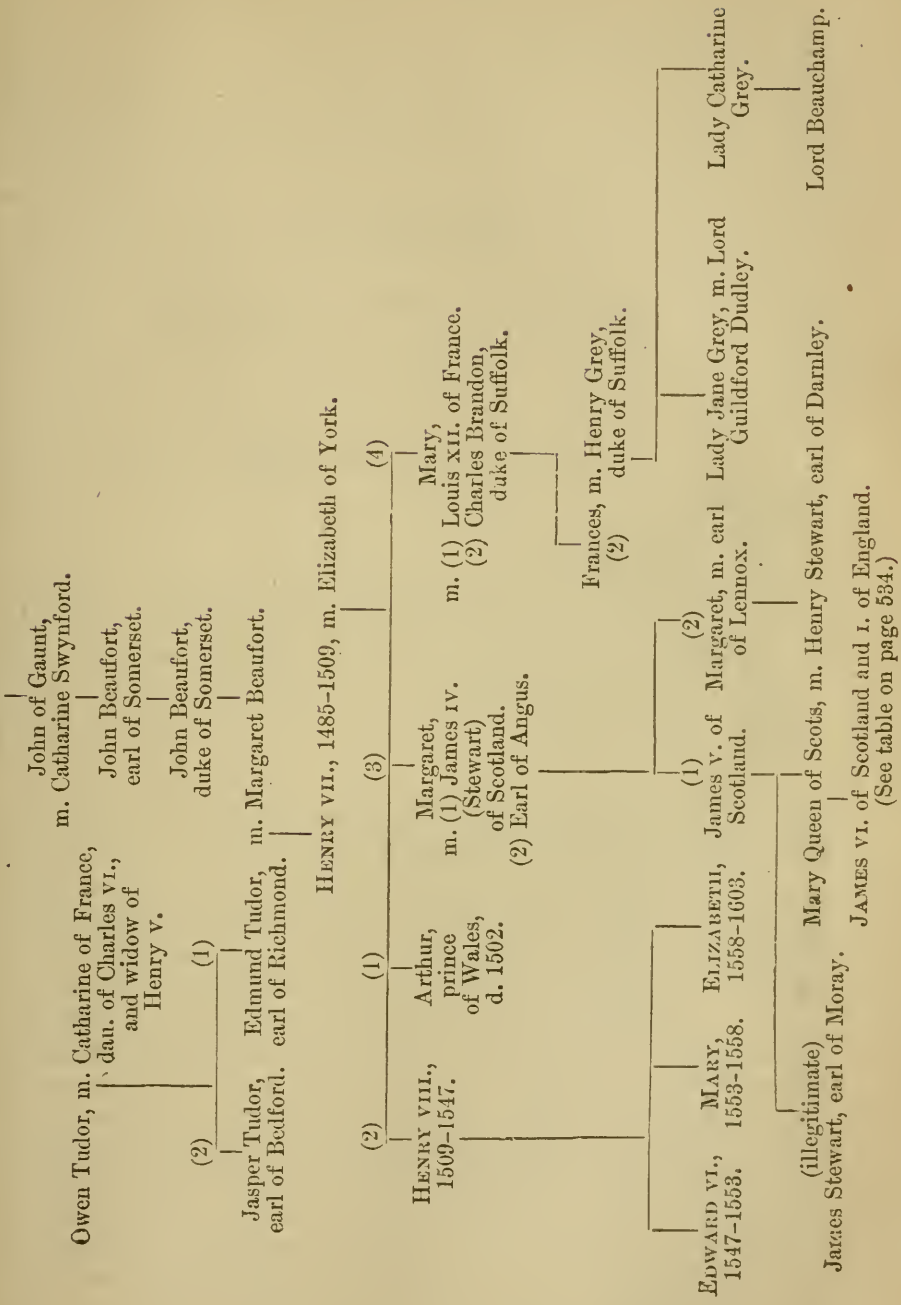 John of Gaunt,
m. Catharine Swynford.
John Beaufort,
earl of Somerset.
John Beaufort,
duke of Somerset.
Owen Tudor, m. Catharine of France,
dau. of Charles VI.,
and widow of
Henry V.
(2)
(1)
Jasper Tudor,
earl of Bedford.
Edmund Tudor,
earl of Richmond.
m. Margaret Beaufort.
HENRY VII., 1485-1509, m. Elizabeth of York.
(2)
(1)
(3)
(4)
HENRY VIII.,
1509-1547.
Arthur,
prince
of Wales,
d. 1502.
Margaret,
m. (1) James IV.
(Stewart)
of Scotland.
(2) Earl of Angus.
Mary,
m. (1) Louis XII. of France.
(2) Charles Brandon,
duke of Suffolk.
Frances, m. Henry Grey,
(2) duke of Suffolk.
EDWARD VI.,
1547-1553.
MARY,
1553-1558.
ELIZABETH,
1558-1603.
(1)
James V. of
Scotland.
(2)
Margaret, m. earl
of Lennox.
Lady Jane Grey, m. Lord
Guildford Dudley.
Lady Catharine
Grey.
(illegitimate)
James Stewart, earl of Moray.
Mary Queen of Scots, m. Henry Stewart, earl of Darnley.
Lord Beauchamp.
JAMES VI. of Scotland and I. of England.
(See table on page 534.)